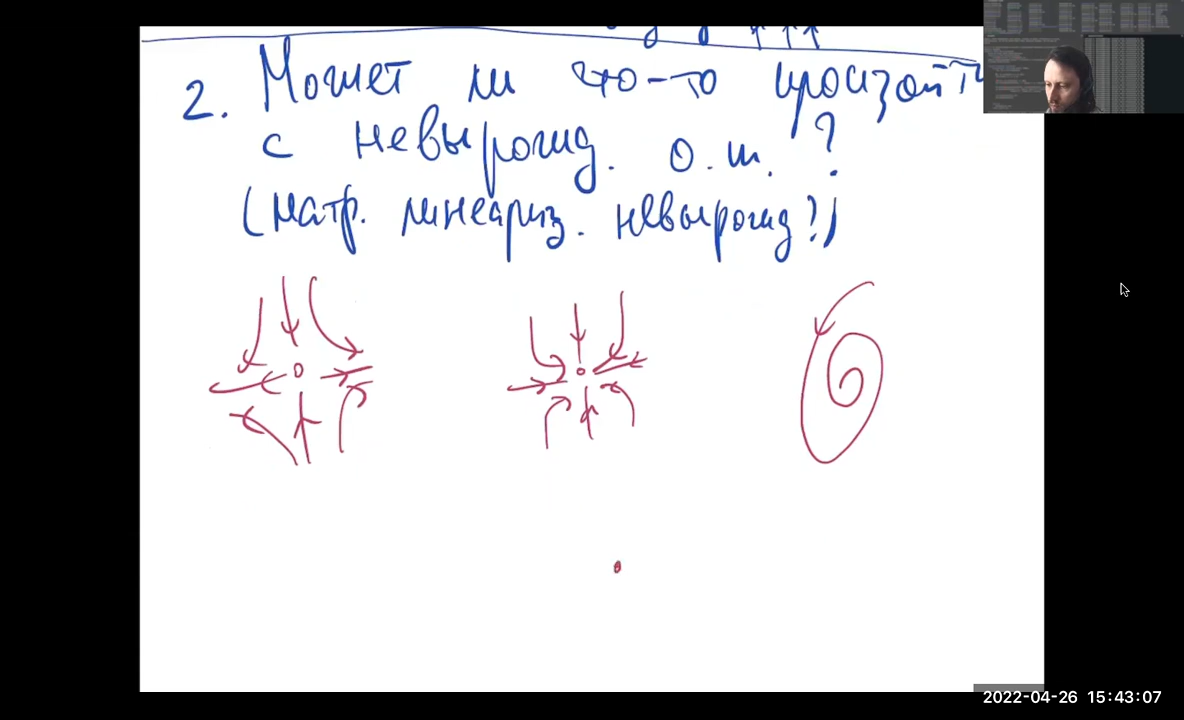 2. Может ли что-то произойти
с невырожд. о.т. ?
(матр. линеариз. невырожд?)
2022-04-26 15:43:07